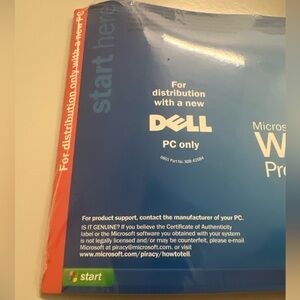 For distribution only with a new PC
start here
For
distribution
with a new
DELL
PC only
Micros
W
Pro
For product support, contact the manufacturer of your PC.
IS IT GENUINE? If you believe the Certificate of Authenticity
label or the Microsoft software you obtained with your system
is not legally licensed and/or may be counterfeit, please e-mail
Microsoft at piracy@microsoft.com, or visit
www.microsoft.com/piracy/howtotell.
start